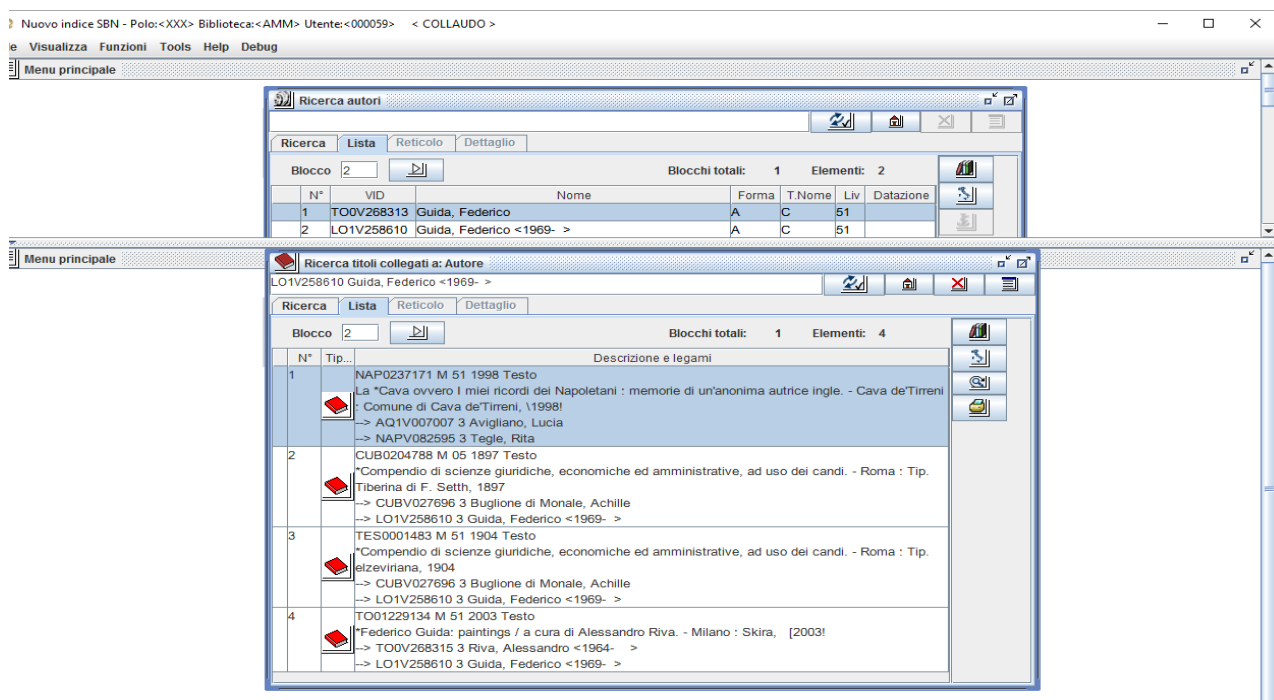 Nuovo indice SBN - Polo:<XXX> Biblioteca:<AMM> Utente:<000059> < COLLAUDO >
Visualizza Funzioni Tools Help Debug
Menu principale
Ricerca autori
Ricerca Lista Reticolo Dettaglio
Blocco 2 Blocchi totali: 1 Elementi: 2
N° VID Nome Forma T.Nome Liv Datazione
1 TO0V268313 Guida, Federico A C 51
2 LO1V258610 Guida, Federico <1969- > A C 51
Menu principale
Ricerca titoli collegati a: Autore
LO1V258610 Guida, Federico <1969- >
Ricerca Lista Reticolo Dettaglio
Blocco 2 Blocchi totali: 1 Elementi: 4
N° Tip... Descrizione e legami
1 NAP0237171 M 51 1998 Testo
La *Cava ovvero I miei ricordi dei Napoletani : memorie di un'anonima autrice ingle. - Cava de'Tirreni
: Comune di Cava de'Tirreni, \1998!
--> AQ1V007007 3 Avigliano, Lucia
--> NAPV082595 3 Tegle, Rita
2 CUB0204788 M 05 1897 Testo
*Compendio di scienze giuridiche, economiche ed amministrative, ad uso dei candi. - Roma : Tip.
Tiberina di F. Setth, 1897
--> CUBV027696 3 Buglione di Monale, Achille
--> LO1V258610 3 Guida, Federico <1969- >
3 TES0001483 M 51 1904 Testo
*Compendio di scienze giuridiche, economiche ed amministrative, ad uso dei candi. - Roma : Tip.
elzeviriana, 1904
--> CUBV027696 3 Buglione di Monale, Achille
--> LO1V258610 3 Guida, Federico <1969- >
4 TO01229134 M 51 2003 Testo
*Federico Guida: paintings / a cura di Alessandro Riva. - Milano : Skira, [2003!
--> TO0V268315 3 Riva, Alessandro <1964- >
--> LO1V258610 3 Guida, Federico <1969- >